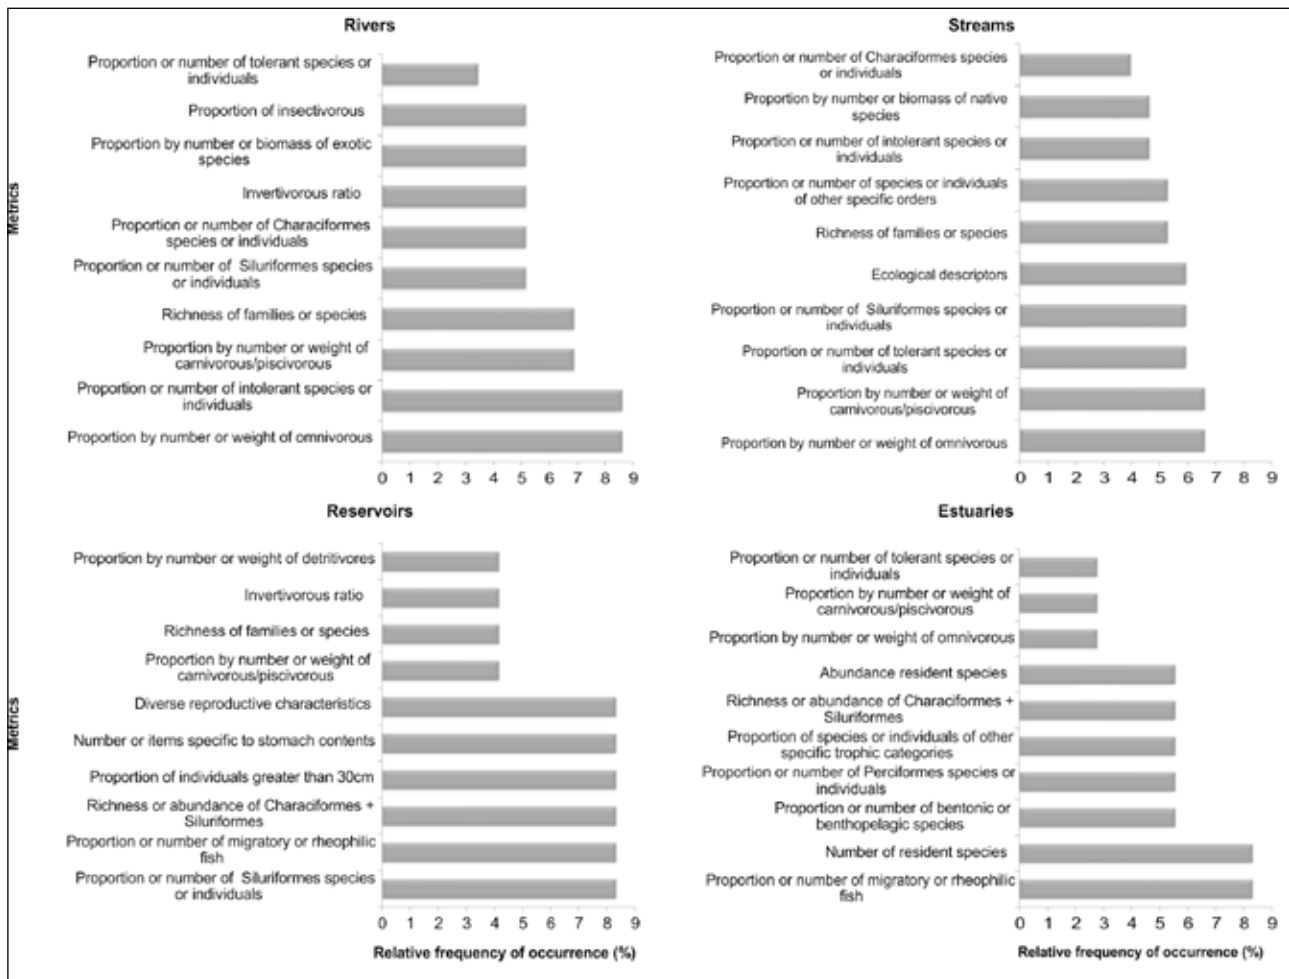 Rivers
Metrics
Proportion or number of tolerant species or
individuals
Proportion of insectivorous
Proportion by number or biomass of exotic
species
Invertivorous ratio
Proportion or number of Characiformes
species or individuals
Proportion or number of Siluriformes species
or individuals
Richness of families or species
Proportion by number or weight of
carnivorous/piscivorous
Proportion or number of intolerant species or
individuals
Proportion by number or weight of omnivorous
0 1 2 3 4 5 6 7 8 9
Streams
Proportion or number of Characiformes species
or individuals
Proportion by number or biomass of native
species
Proportion or number of intolerant species or
individuals
Proportion or number of species or individuals
of other specific orders
Richness of families or species
Ecological descriptors
Proportion or number of Siluriformes species or
individuals
Proportion or number of tolerant species or
individuals
Proportion by number or weight of
carnivorous/piscivorous
Proportion by number or weight of omnivorous
0 1 2 3 4 5 6 7 8 9
Reservoirs
Metrics
Proportion by number or weight of detritivores
Invertivorous ratio
Richness of families or species
Proportion by number or weight of
carnivorous/piscivorous
Diverse reproductive characteristics
Number or items specific to stomach contents
Proportion of individuals greater than 30cm
Richness or abundance of Characiformes +
Siluriformes
Proportion or number of migratory or rheophilic
fish
Proportion or number of Siluriformes species
or individuals
0 1 2 3 4 5 6 7 8 9
Relative frequency of occurrence (%)
Estuaries
Proportion or number of tolerant species or
individuals
Proportion by number or weight of
carnivorous/piscivorous
Proportion by number or weight of omnivorous
Abundance resident species
Richness or abundance of Characiformes +
Siluriformes
Proportion of species or individuals of other
specific trophic categories
Proportion or number of Perciformes species or
individuals
Proportion or number of bentonic or
benthopelagic species
Number of resident species
Proportion or number of migratory or rheophilic
fish
0 1 2 3 4 5 6 7 8 9
Relative frequency of occurrence (%)